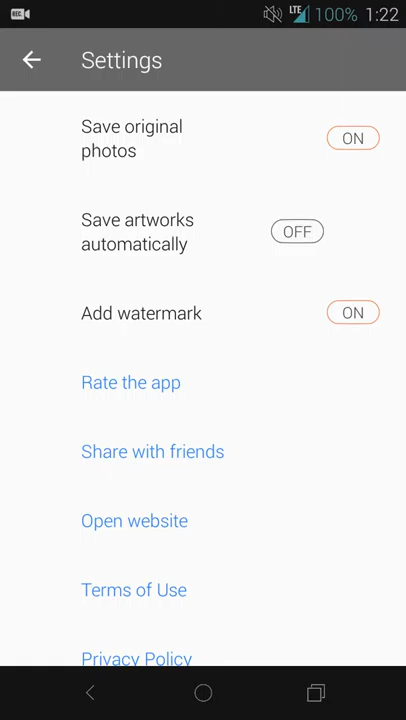 REC LTE 100% 1:22
Settings
Save original
photos
ON
Save artworks
automatically
OFF
Add watermark
ON
Rate the app
Share with friends
Open website
Terms of Use
Privacy Policy